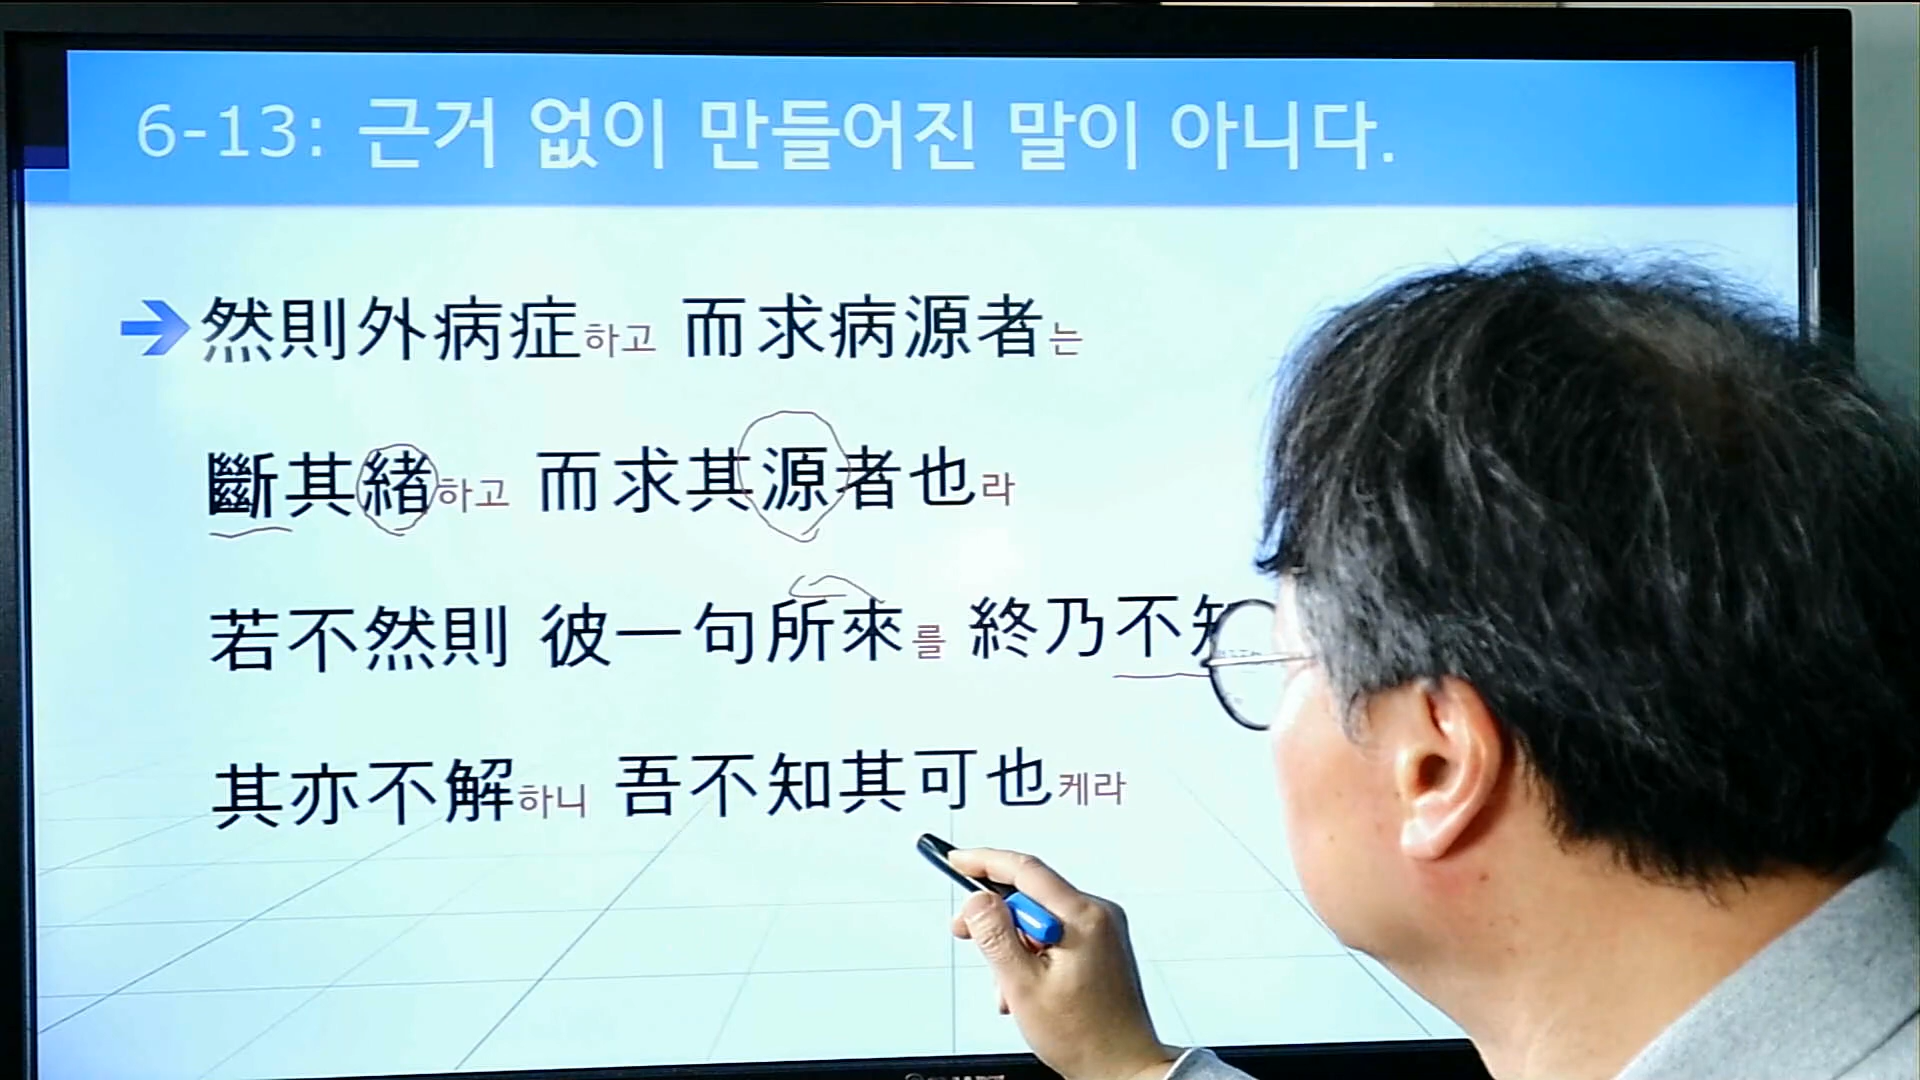 6-13: 근거 없이 만들어진 말이 아니다.
然則外病症하고 而求病源者는
斷其緖하고 而求其源者也라
若不然則 彼一句所來를 終乃不知
其亦不解하니 吾不知其可也케라